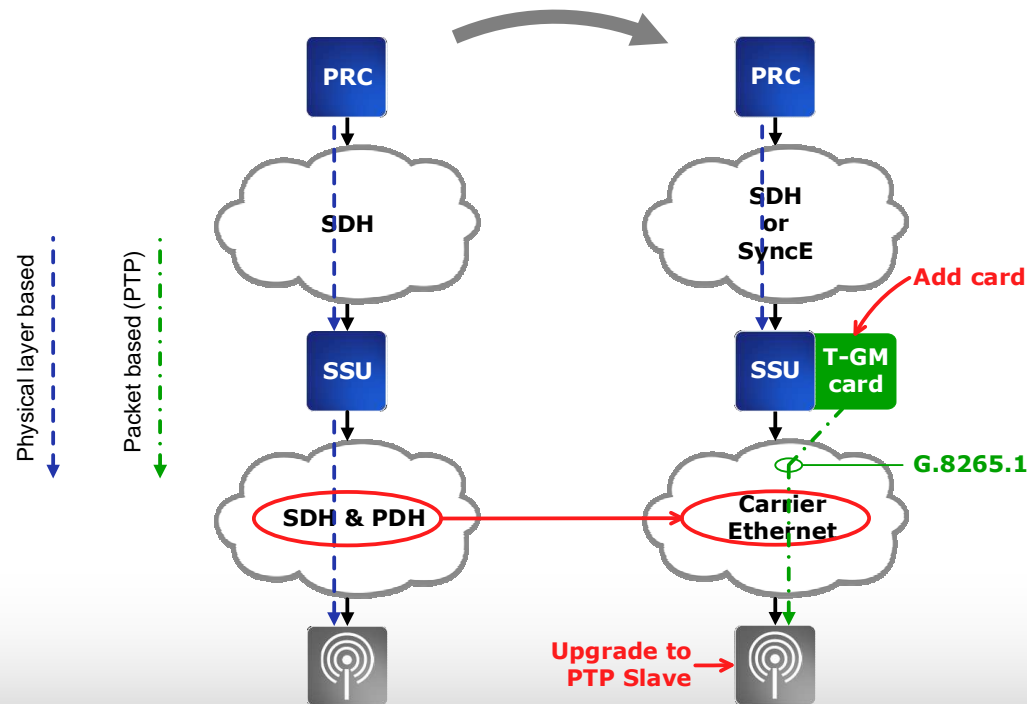 PRC
PRC
SDH
SDH
or
SyncE
Physical layer based
Packet based (PTP)
Add card
SSU
SSU
T-GM
card
G.8265.1
SDH & PDH
Carrier
Ethernet
Upgrade to
PTP Slave